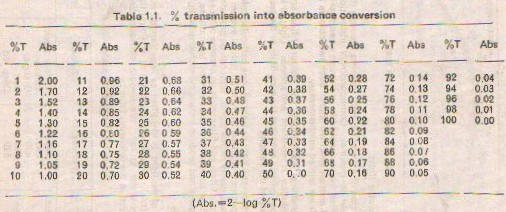 Table 1.1. % transmission into absorbance conversion
%T Abs %T Abs %T Abs %T Abs %T Abs %T Abs %T Abs %T Abs
1 2.00 11 0.96 21 0.68 31 0.51 41 0.39 52 0.28 72 0 14 92 0.04
2 1.70 12 0.92 22 0.66 32 0.50 42 0.38 54 0.27 74 0.13 94 0.03
3 1.52 13 0.89 23 0.64 33 0.48 43 0.37 56 0.25 76 0.12 96 0.02
4 1.40 14 0.85 24 0.62 34 0.47 44 0.36 58 0.24 78 0.11 98 0.01
5 1.30 15 0.82 25 0.60 35 0.46 45 0.35 60 0.22 80 0.10 100 0.00
6 1.22 16 0.80 26 0.59 36 0.44 46 0.34 62 0.21 82 0.09
7 1.16 17 0.77 27 0.57 37 0.43 47 0.33 64 0.19 84 0.08
8 1.10 18 0.75 28 0.55 38 0.42 48 0.32 66 0.18 86 0.07
9 1.05 19 0.72 29 0.54 39 0.41 49 0.31 68 0.17 88 0.06
10 1.00 20 0.70 30 0.52 40 0.40 50 70 0.16 90 0.05
(Abs.=2–log %T)